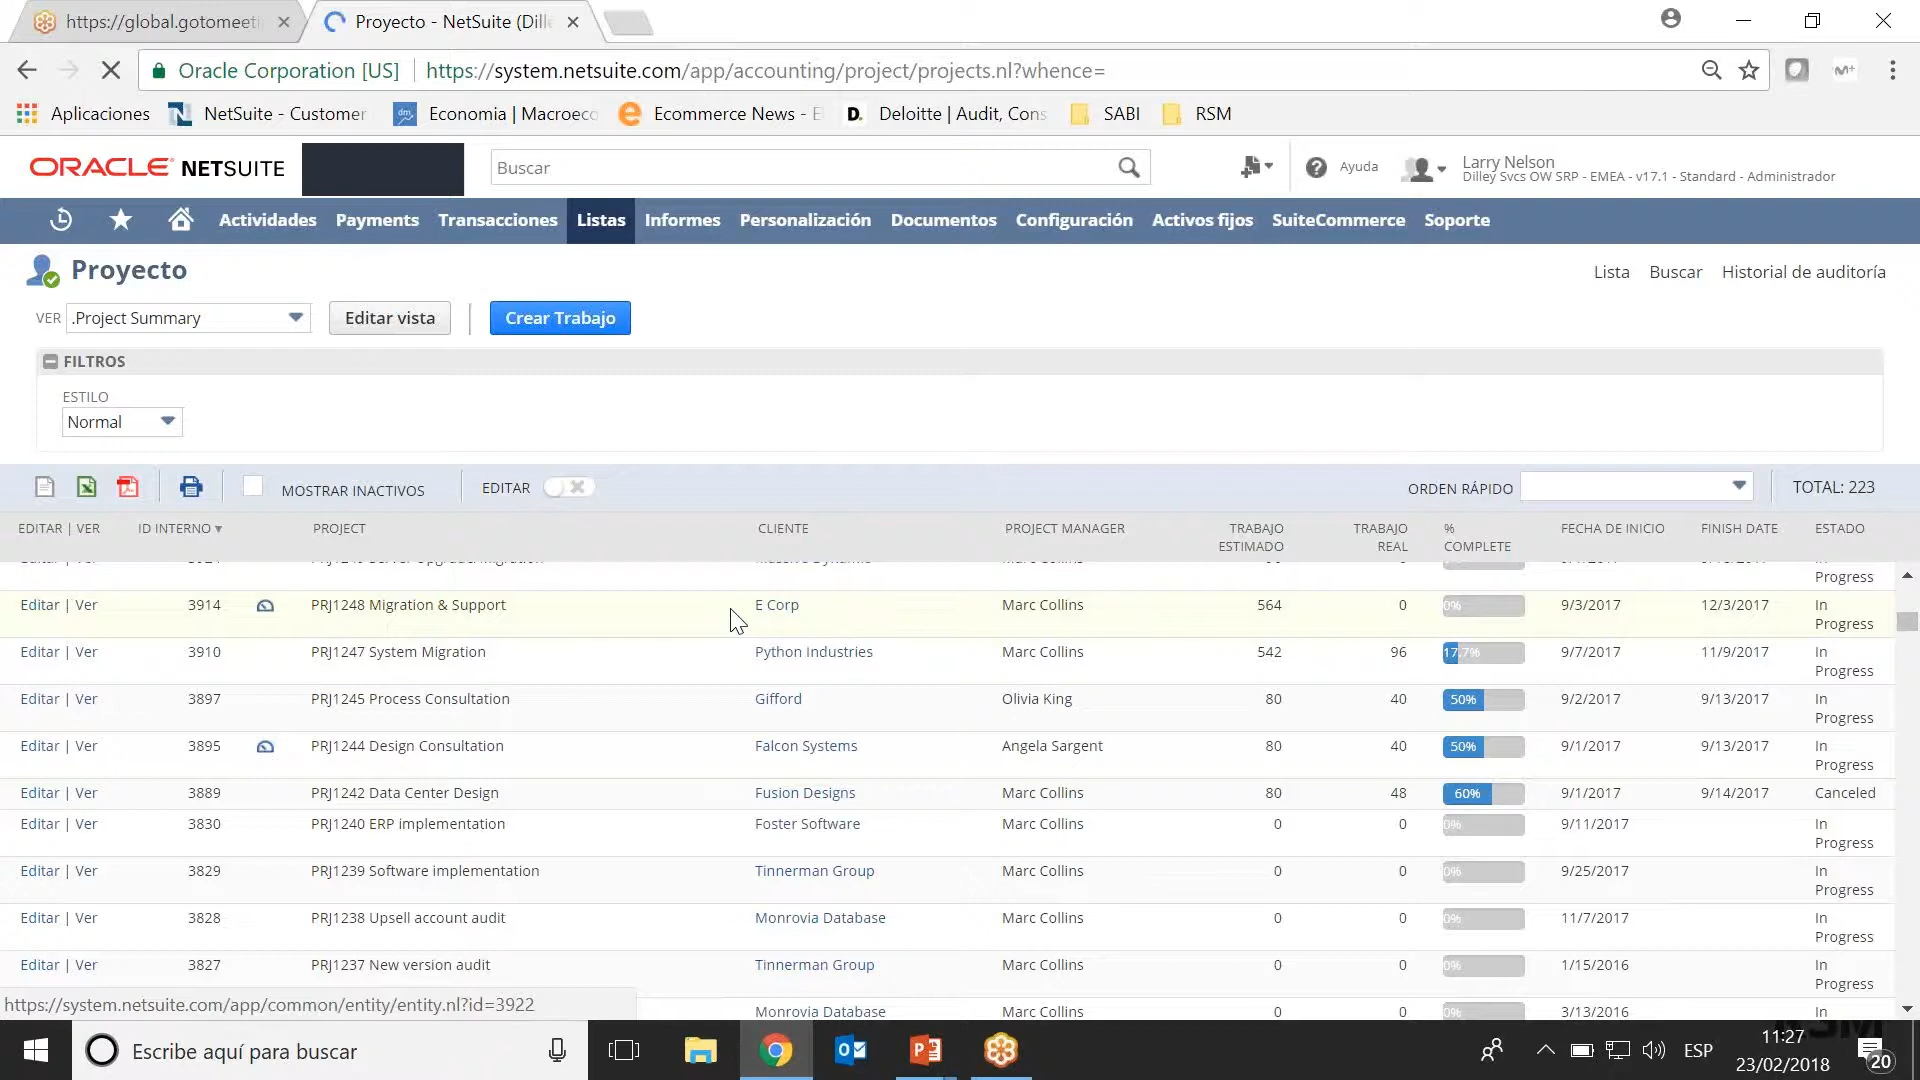 https://global.gotomeeti
Proyecto - NetSuite (Dille
Oracle Corporation [US]
https://system.netsuite.com/app/accounting/project/projects.nl?whence=
Aplicaciones
NetSuite - Customer
Economia | Macroeco
Ecommerce News - E
Deloitte | Audit, Cons
SABI
RSM
ORACLE NETSUITE
Buscar
Ayuda
Larry Nelson
Dilley Svcs OW SRP - EMEA - v17.1 - Standard - Administrador
Actividades Payments Transacciones Listas Informes Personalización Documentos Configuración Activos fijos SuiteCommerce Soporte
Proyecto
Lista Buscar Historial de auditoría
VER .Project Summary Editar vista Crear Trabajo
FILTROS
ESTILO
Normal
MOSTRAR INACTIVOS EDITAR ORDEN RÁPIDO TOTAL: 223
EDITAR | VER ID INTERNO PROJECT CLIENTE PROJECT MANAGER TRABAJO ESTIMADO TRABAJO REAL % COMPLETE FECHA DE INICIO FINISH DATE ESTADO
Progress
Editar | Ver 3914 PRJ1248 Migration & Support E Corp Marc Collins 564 0 0% 9/3/2017 12/3/2017 In Progress
Editar | Ver 3910 PRJ1247 System Migration Python Industries Marc Collins 542 96 17.7% 9/7/2017 11/9/2017 In Progress
Editar | Ver 3897 PRJ1245 Process Consultation Gifford Olivia King 80 40 50% 9/2/2017 9/13/2017 In Progress
Editar | Ver 3895 PRJ1244 Design Consultation Falcon Systems Angela Sargent 80 40 50% 9/1/2017 9/13/2017 In Progress
Editar | Ver 3889 PRJ1242 Data Center Design Fusion Designs Marc Collins 80 48 60% 9/1/2017 9/14/2017 Canceled
Editar | Ver 3830 PRJ1240 ERP implementation Foster Software Marc Collins 0 0 0% 9/11/2017 In Progress
Editar | Ver 3829 PRJ1239 Software implementation Tinnerman Group Marc Collins 0 0 0% 9/25/2017 In Progress
Editar | Ver 3828 PRJ1238 Upsell account audit Monrovia Database Marc Collins 0 0 0% 11/7/2017 In Progress
Editar | Ver 3827 PRJ1237 New version audit Tinnerman Group Marc Collins 0 0 0% 1/15/2016 In Progress
Monrovia Database Marc Collins 0 0 0% 3/13/2016 In
https://system.netsuite.com/app/common/entity/entity.nl?id=3922
Escribe aquí para buscar
ESP
11:27
23/02/2018
20